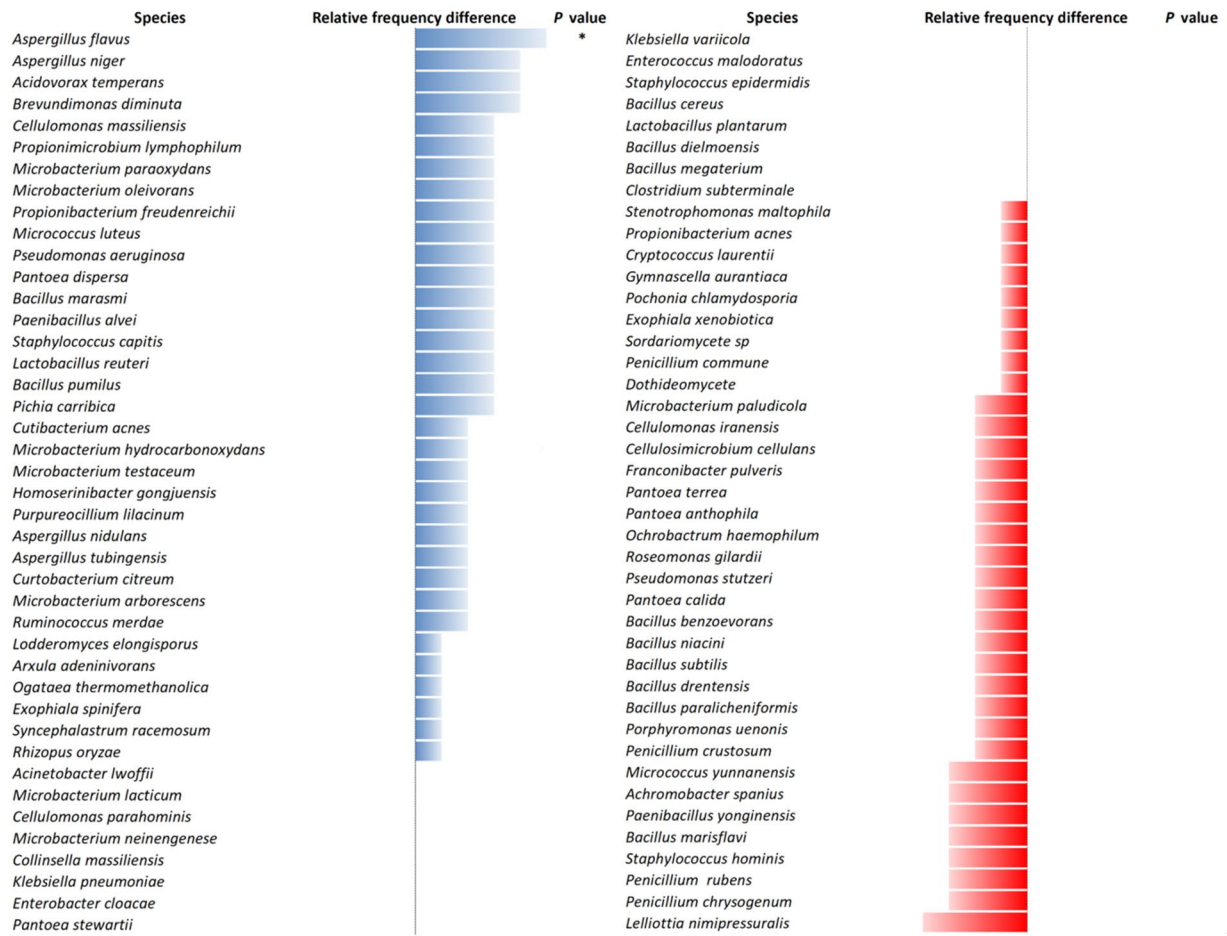 Species Relative frequency difference P value
Aspergillus flavus *
Aspergillus niger
Acidovorax temperans
Brevundimonas diminuta
Cellulomonas massiliensis
Propionimicrobium lymphophilum
Microbacterium paraoxydans
Microbacterium oleivorans
Propionibacterium freudenreichii
Micrococcus luteus
Pseudomonas aeruginosa
Pantoea dispersa
Bacillus marasmi
Paenibacillus alvei
Staphylococcus capitis
Lactobacillus reuteri
Bacillus pumilus
Pichia carribica
Cutibacterium acnes
Microbacterium hydrocarbonoxydans
Microbacterium testaceum
Homoserinibacter gongjuensis
Purpureocillium lilacinum
Aspergillus nidulans
Aspergillus tubingensis
Curtobacterium citreum
Microbacterium arborescens
Ruminococcus merdae
Lodderomyces elongisporus
Arxula adeninivorans
Ogataea thermomethanolica
Exophiala spinifera
Syncephalastrum racemosum
Rhizopus oryzae
Acinetobacter lwoffii
Microbacterium lacticum
Cellulomonas parahominis
Microbacterium neinengenese
Collinsella massiliensis
Klebsiella pneumoniae
Enterobacter cloacae
Pantoea stewartii
Species Relative frequency difference P value
Klebsiella variicola
Enterococcus malodoratus
Staphylococcus epidermidis
Bacillus cereus
Lactobacillus plantarum
Bacillus dielmoensis
Bacillus megaterium
Clostridium subterminale
Stenotrophomonas maltophila
Propionibacterium acnes
Cryptococcus laurentii
Gymnascella aurantiaca
Pochonia chlamydosporia
Exophiala xenobiotica
Sordariomycete sp
Penicillium commune
Dothideomycete
Microbacterium paludicola
Cellulomonas iranensis
Cellulosimicrobium cellulans
Franconibacter pulveris
Pantoea terrea
Pantoea anthophila
Ochrobactrum haemophilum
Roseomonas gilardii
Pseudomonas stutzeri
Pantoea calida
Bacillus benzoevorans
Bacillus niacini
Bacillus subtilis
Bacillus drentensis
Bacillus paralicheniformis
Porphyromonas uenonis
Penicillium crustosum
Micrococcus yunnanensis
Achromobacter spanius
Paenibacillus yonginensis
Bacillus marisflavi
Staphylococcus hominis
Penicillium rubens
Penicillium chrysogenum
Lelliottia nimipressuralis